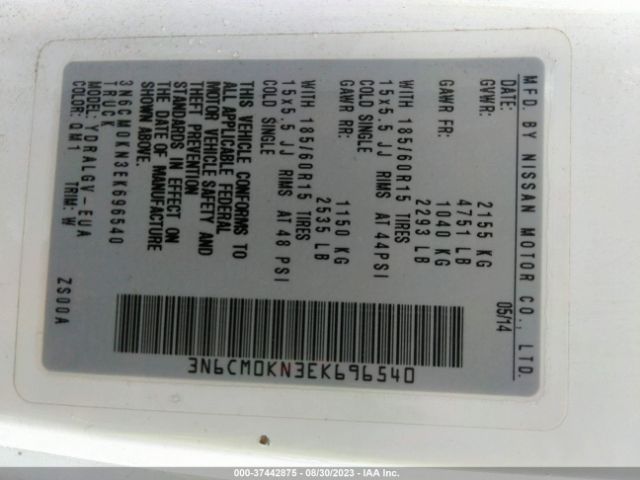 MFD. BY NISSAN MOTOR CO., LTD.
DATE: 05/14
GVWR: 2155 KG
4751 LB
GAWR FR: 1040 KG
2293 LB
WITH 185/60R15 TIRES
15x5.5 JJ RIMS AT 44PSI
COLD SINGLE
GAWR RR: 1150 KG
2535 LB
WITH 185/60R15 TIRES
15x5.5 JJ RIMS AT 48 PSI
COLD SINGLE
THIS VEHICLE CONFORMS TO
ALL APPLICABLE FEDERAL
MOTOR VEHICLE SAFETY AND
THEFT PREVENTION
STANDARDS IN EFFECT ON
THE DATE OF MANUFACTURE
SHOWN ABOVE.
3N6CM0KN3EK696540
TRUCK
MODEL: YDRALGV-EUA
COLOR: QM1 TRIM: W
ZS00A
3N6CM0KN3EK696540
000-37442875 - 08/30/2023 - IAA Inc.